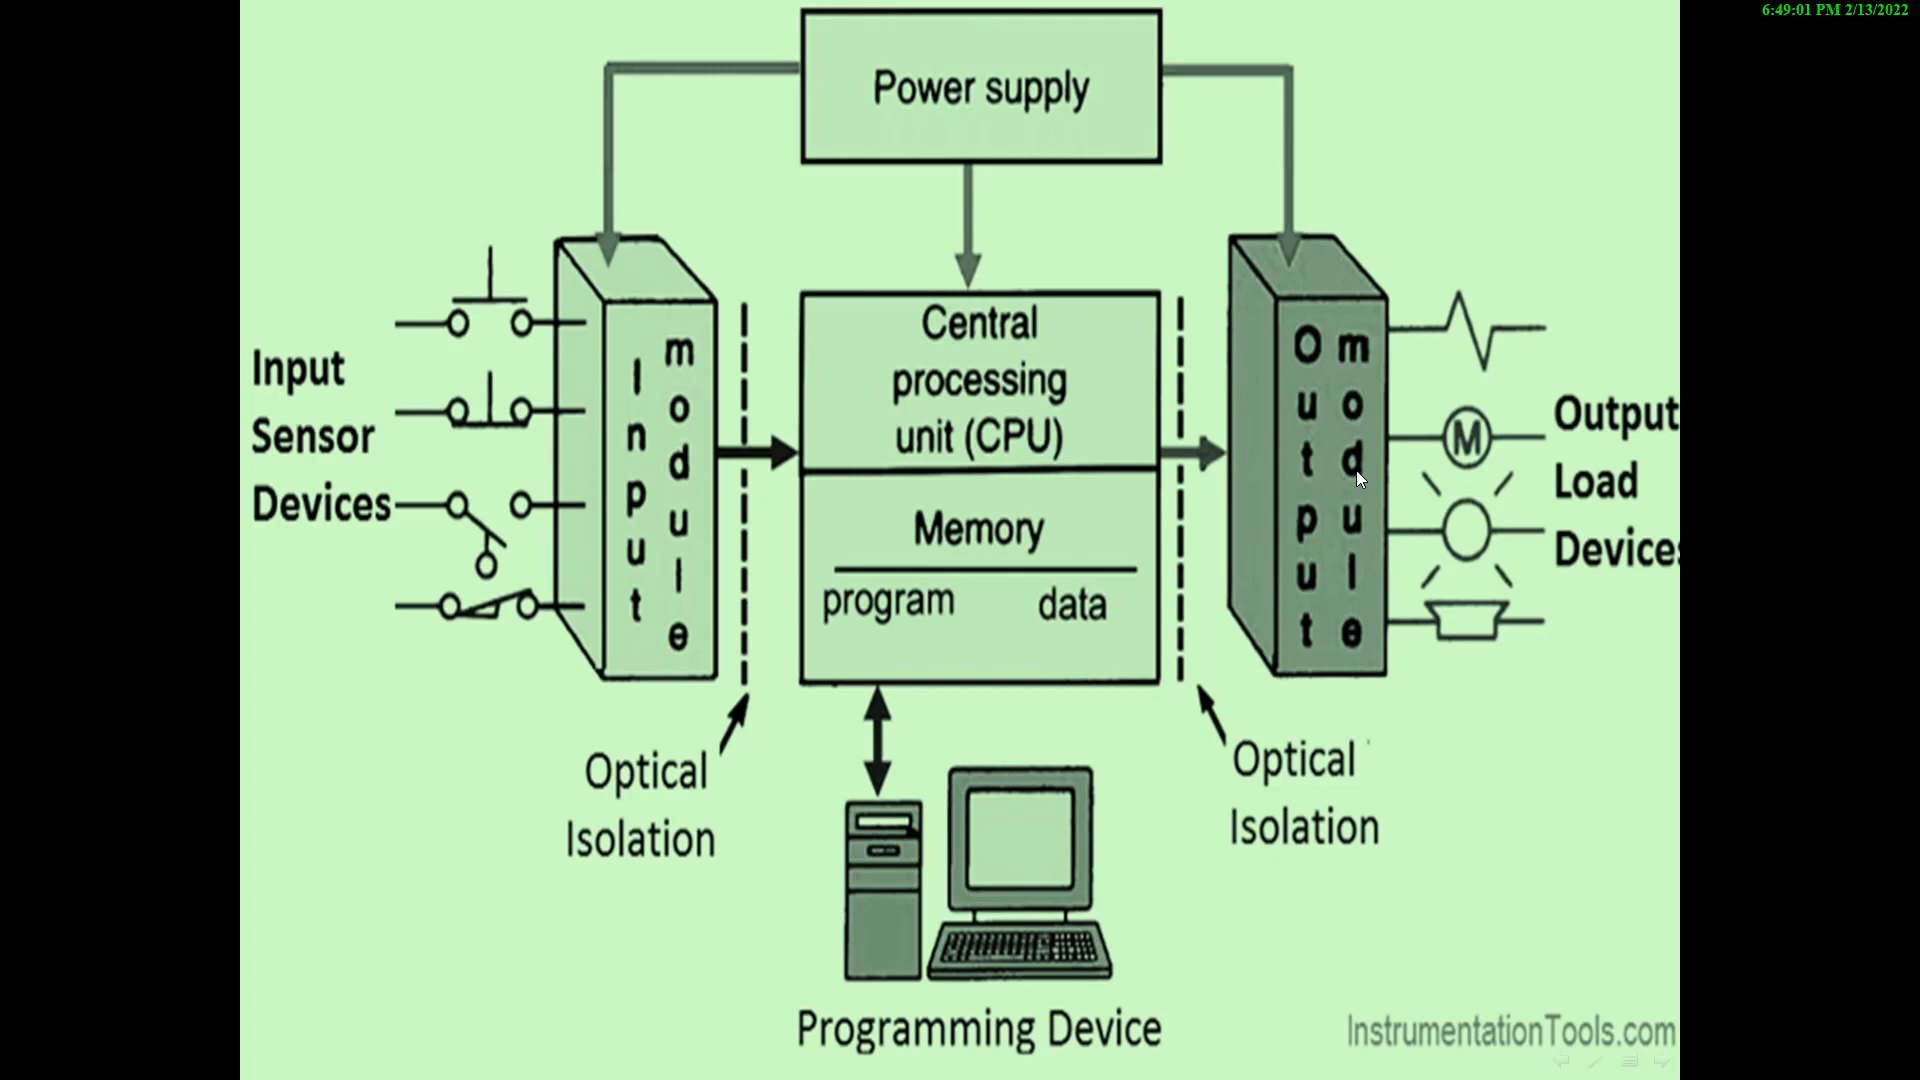 6:49:01 PM 2/13/2022
Power supply
Input
Sensor
Devices
Input
module
Central
processing
unit (CPU)
Memory
program data
Output
module
M
Output
Load
Devices
Optical
Isolation
Optical
Isolation
Programming Device
InstrumentationTools.com